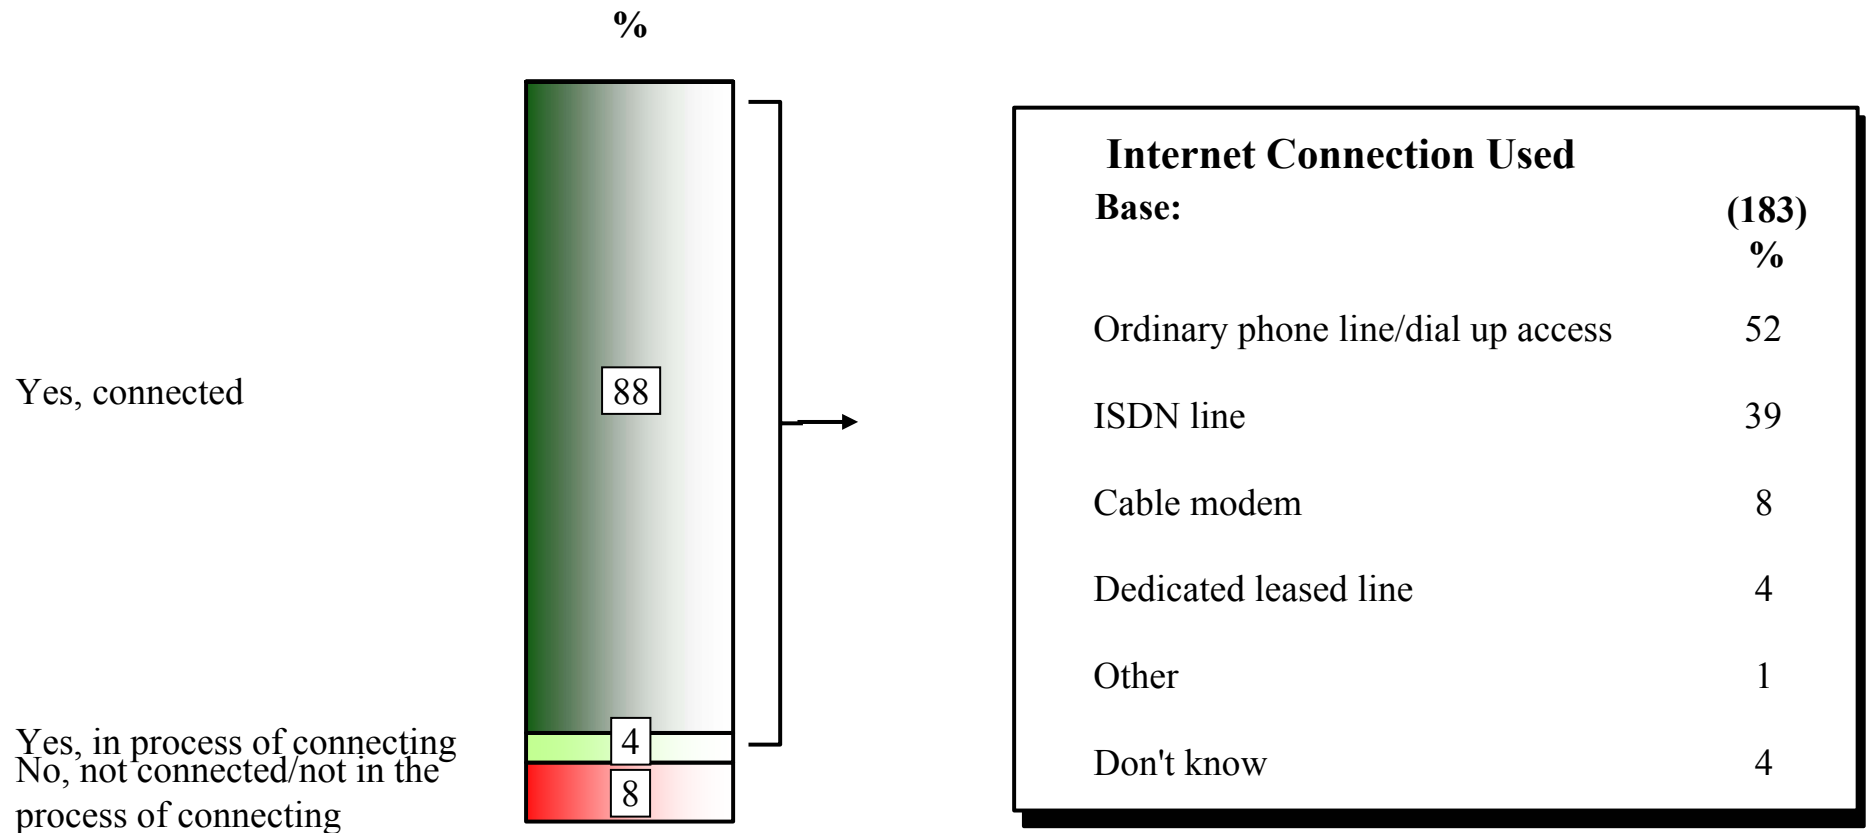 %
Yes, connected
88
Yes, in process of connecting
4
No, not connected/not in the
process of connecting
8
Internet Connection Used
Base: (183)
%
Ordinary phone line/dial up access 52
ISDN line 39
Cable modem 8
Dedicated leased line 4
Other 1
Don't know 4